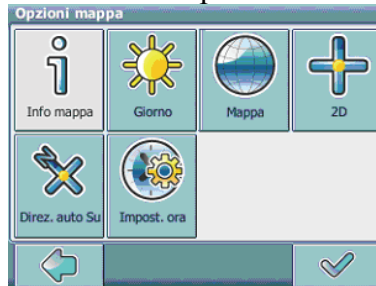 Opzioni mappa
Info mappa
Giorno
Mappa
2D
Direz. auto Su
Impost. ora